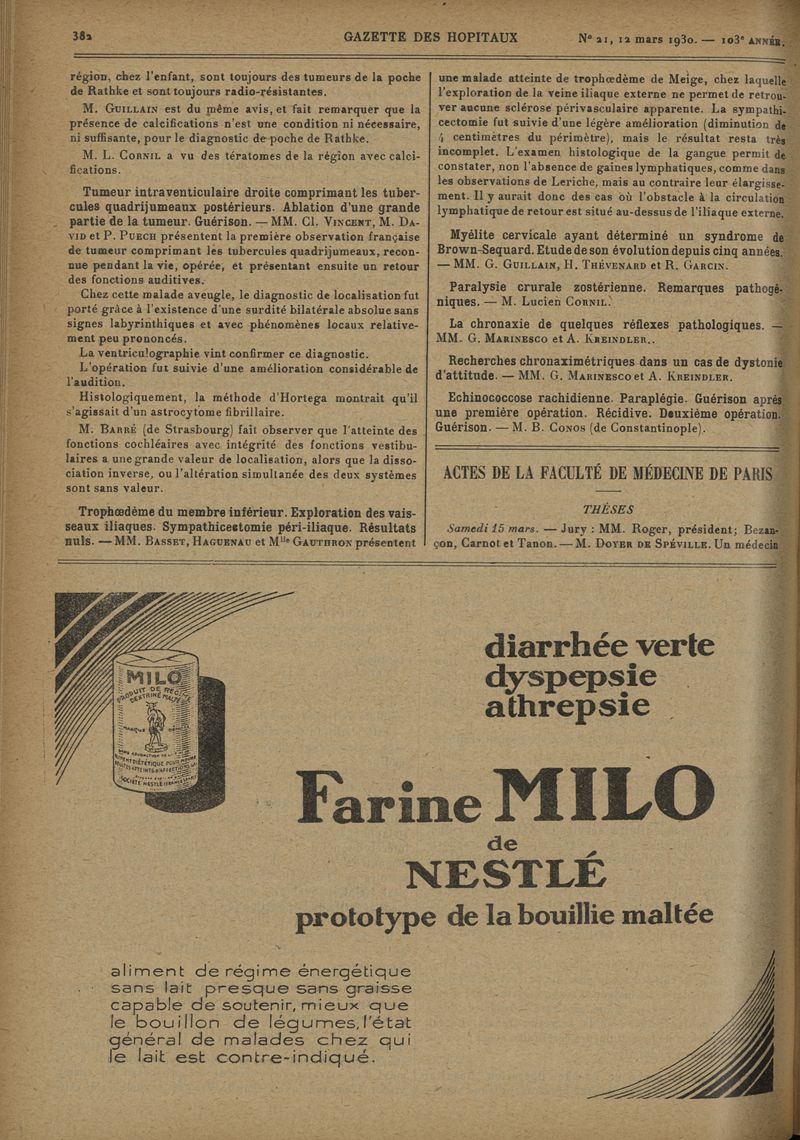 382
GAZETTE DES HOPITAUX
N° 21, 12 mars 1930. — 103e ANNÉE.
région, chez l'enfant, sont toujours des tumeurs de la poche
de Rathke et sont toujours radio-résistantes.
M. GUILLAIN est du même avis, et fait remarquer que la
présence de calcifications n'est une condition ni nécessaire,
ni suffisante, pour le diagnostic de poche de Rathke.
M. L. CORNIL a vu des tératomes de la région avec calci-
fications.
Tumeur intraventiculaire droite comprimant les tuber-
cules quadrijumeaux postérieurs. Ablation d'une grande
partie de la tumeur. Guérison. — MM. Cl. VINCENT, M. DA-
VID et P. PUECH présentent la première observation française
de tumeur comprimant les tubercules quadrijumeaux, recon-
nue pendant la vie, opérée, et présentant ensuite un retour
des fonctions auditives.
Chez cette malade aveugle, le diagnostic de localisation fut
porté grâce à l'existence d'une surdité bilatérale absolue sans
signes labyrinthiques et avec phénomènes locaux relative-
ment peu prononcés.
La ventriculographie vint confirmer ce diagnostic.
L'opération fut suivie d'une amélioration considérable de
l'audition.
Histologiquement, la méthode d'Hortega montrait qu'il
s'agissait d'un astrocytome fibrillaire.
M. BARRÉ (de Strasbourg) fait observer que l'atteinte des
fonctions cochléaires avec intégrité des fonctions vestibu-
laires a une grande valeur de localisation, alors que la disso-
ciation inverse, ou l'altération simultanée des deux systèmes
sont sans valeur.
Trophœdème du membre inférieur. Exploration des vais-
seaux iliaques. Sympathicectomie péri-iliaque. Résultats
nuls. — MM. BASSET, HAGUENAU et Mlle GAUTHRON présentent
une malade atteinte de trophœdème de Meige, chez laquelle
l'exploration de la veine iliaque externe ne permet de retrou-
ver aucune sclérose périvasculaire apparente. La sympathi-
cectomie fut suivie d'une légère amélioration (diminution de
4 centimètres du périmètre), mais le résultat resta très
incomplet. L'examen histologique de la gangue permit de
constater, non l'absence de gaines lymphatiques, comme dans
les observations de Leriche, mais au contraire leur élargisse-
ment. Il y aurait donc des cas où l'obstacle à la circulation
lymphatique de retour est situé au-dessus de l'iliaque externe.
Myélite cervicale ayant déterminé un syndrome de
Brown-Sequard. Etude de son évolution depuis cinq années.
— MM. G. GUILLAIN, H. THÉVENARD et R. GARCIN.
Paralysie crurale zostérienne. Remarques pathogé-
niques. — M. Lucien CORNIL.
La chronaxie de quelques réflexes pathologiques. —
MM. G. MARINESCO et A. KREINDLER..
Recherches chronaximétriques dans un cas de dystonie
d'attitude. — MM. G. MARINESCO et A. KREINDLER.
Echinococcose rachidienne. Paraplégie. Guérison après
une première opération. Récidive. Deuxième opération.
Guérison. — M. B. CONOS (de Constantinople).
ACTES DE LA FACULTÉ DE MÉDECINE DE PARIS
THÈSES
Samedi 15 mars. — Jury : MM. Roger, président; Bezan-
çon, Carnot et Tanon. — M. DOYER DE SPÉVILLE. Un médecin
MILO
PRODUIT DE RÉGIME
DEXTRINÉ MALTÉ
MARQUE
SOCIÉTÉ NESTLÉ
diarrhée verte
dyspepsie
athrepsie
Farine MILO
de
NESTLÉ
prototype de la bouillie maltée
aliment de régime énergétique
sans lait presque sans graisse
capable de soutenir, mieux que
le bouillon de légumes, l'état
général de malades chez qui
le lait est contre-indiqué.